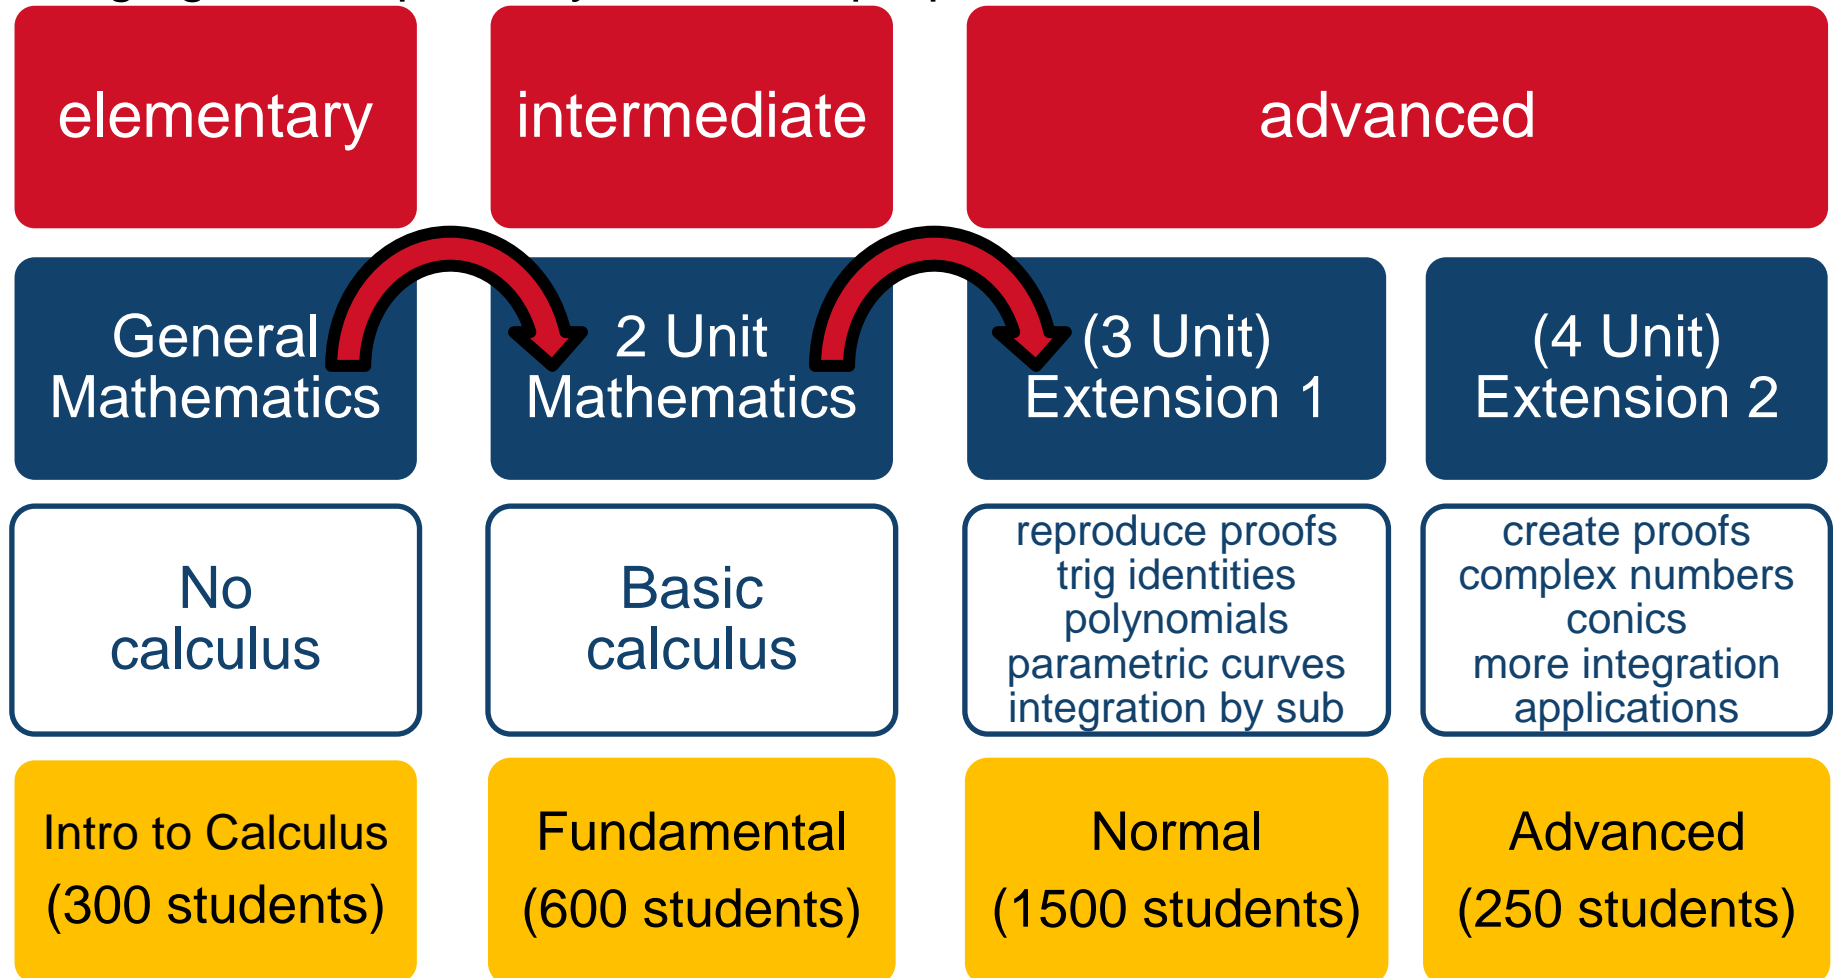 elementary
intermediate
advanced
General
Mathematics
2 Unit
Mathematics
(3 Unit)
Extension 1
(4 Unit)
Extension 2
No
calculus
Basic
calculus
reproduce proofs
trig identities
polynomials
parametric curves
integration by sub
create proofs
complex numbers
conics
more integration
applications
Intro to Calculus
(300 students)
Fundamental
(600 students)
Normal
(1500 students)
Advanced
(250 students)